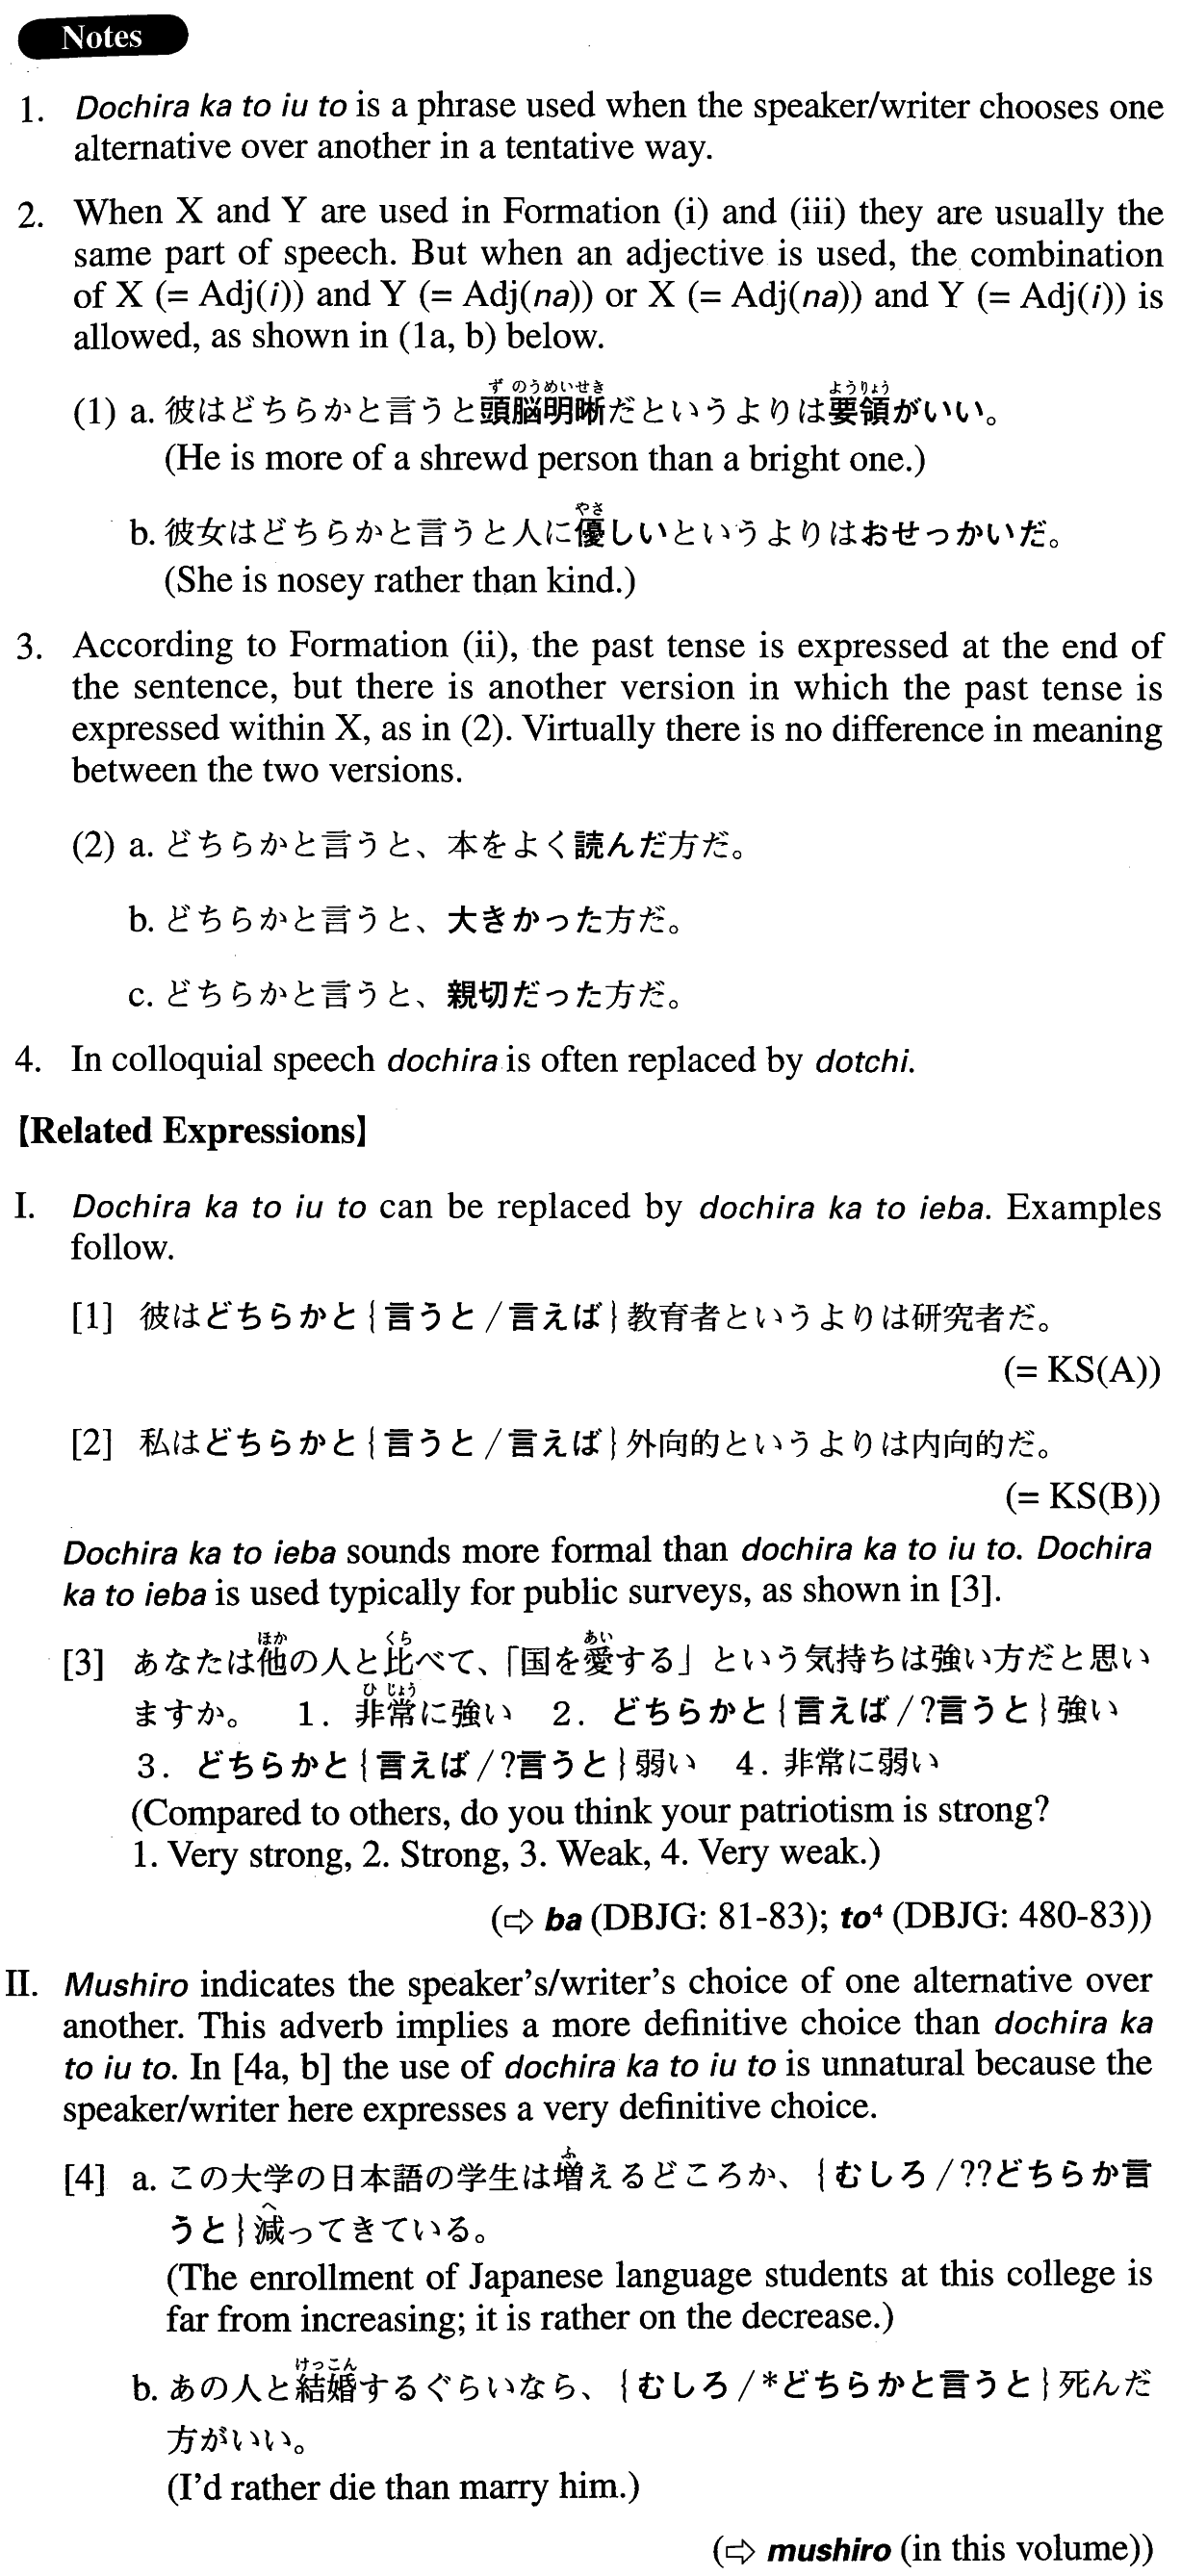 Notes
1. Dochira ka to iu to is a phrase used when the speaker/writer chooses one
alternative over another in a tentative way.
2. When X and Y are used in Formation (i) and (iii) they are usually the
same part of speech. But when an adjective is used, the combination
of X (= Adj(i)) and Y (= Adj(na)) or X (= Adj(na)) and Y (= Adj(i)) is
allowed, as shown in (1a, b) below.
ず のうめいせき ようりょう
(1) a. 彼はどちらかと言うと頭脳明晰だというよりは要領がいい。
(He is more of a shrewd person than a bright one.)
やさ
b. 彼女はどちらかと言うと人に優しいというよりはおせっかいだ。
(She is nosey rather than kind.)
3. According to Formation (ii), the past tense is expressed at the end of
the sentence, but there is another version in which the past tense is
expressed within X, as in (2). Virtually there is no difference in meaning
between the two versions.
(2) a. どちらかと言うと、本をよく読んだ方だ。
b. どちらかと言うと、大きかった方だ。
c. どちらかと言うと、親切だった方だ。
4. In colloquial speech dochira is often replaced by dotchi.
【Related Expressions】
I. Dochira ka to iu to can be replaced by dochira ka to ieba. Examples
follow.
[1] 彼はどちらかと{言うと/言えば}教育者というよりは研究者だ。
(= KS(A))
[2] 私はどちらかと{言うと/言えば}外向的というよりは内向的だ。
(= KS(B))
Dochira ka to ieba sounds more formal than dochira ka to iu to. Dochira
ka to ieba is used typically for public surveys, as shown in [3].
ほか くら あい
[3] あなたは他の人と比べて、「国を愛する」という気持ちは強い方だと思い
ひ じょう
ますか。 1. 非常に強い 2. どちらかと{言えば/?言うと}強い
3. どちらかと{言えば/?言うと}弱い 4. 非常に弱い
(Compared to others, do you think your patriotism is strong?
1. Very strong, 2. Strong, 3. Weak, 4. Very weak.)
(⇨ ba (DBJG: 81-83); to⁴ (DBJG: 480-83))
II. Mushiro indicates the speaker's/writer's choice of one alternative over
another. This adverb implies a more definitive choice than dochira ka
to iu to. In [4a, b] the use of dochira ka to iu to is unnatural because the
speaker/writer here expresses a very definitive choice.
ふ
[4] a. この大学の日本語の学生は増えるどころか、{むしろ/??どちらか言
へ
うと}減ってきている。
(The enrollment of Japanese language students at this college is
far from increasing; it is rather on the decrease.)
けっこん
b. あの人と結婚するぐらいなら、{むしろ/*どちらかと言うと}死んだ
方がいい。
(I'd rather die than marry him.)
(⇨ mushiro (in this volume))